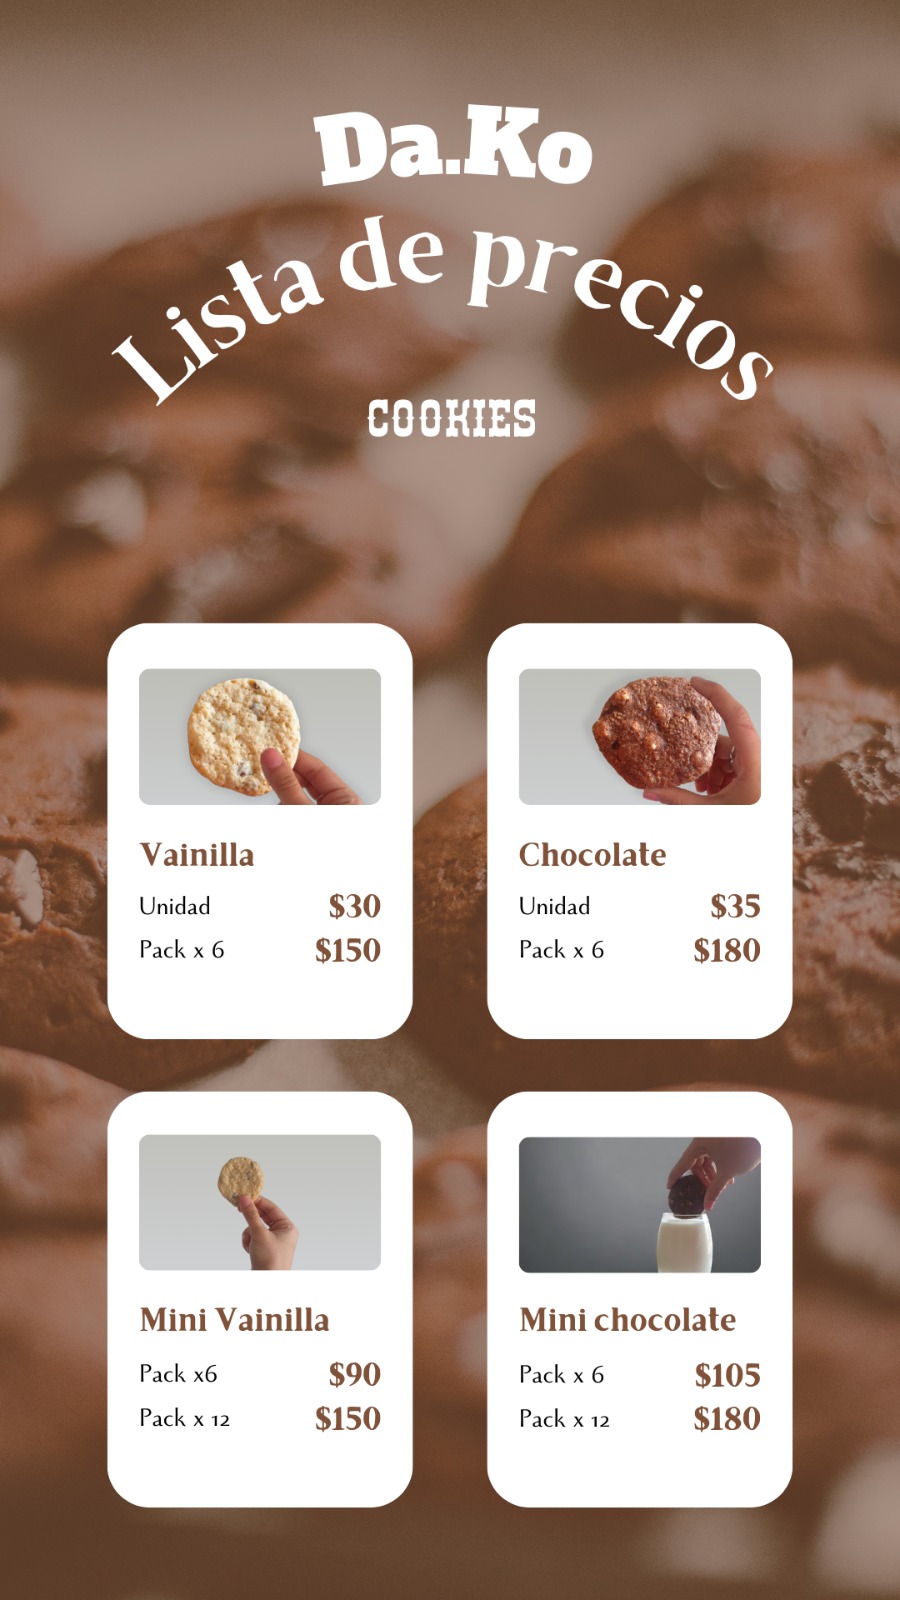 Da.Ko
Lista de precios
COOKIES
Vainilla
Unidad $30
Pack x 6 $150
Chocolate
Unidad $35
Pack x 6 $180
Mini Vainilla
Pack x6 $90
Pack x 12 $150
Mini chocolate
Pack x 6 $105
Pack x 12 $180